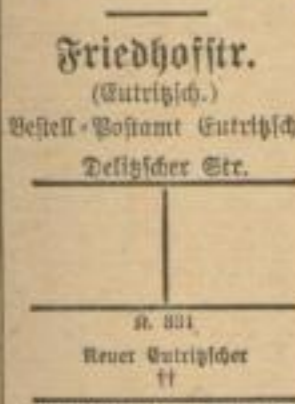 Friedhofstr.
(Eutritzsch.)
Bestell-Postamt Eutritzsch
Delitzscher Str.
K. 831
Neuer Eutritzscher
††